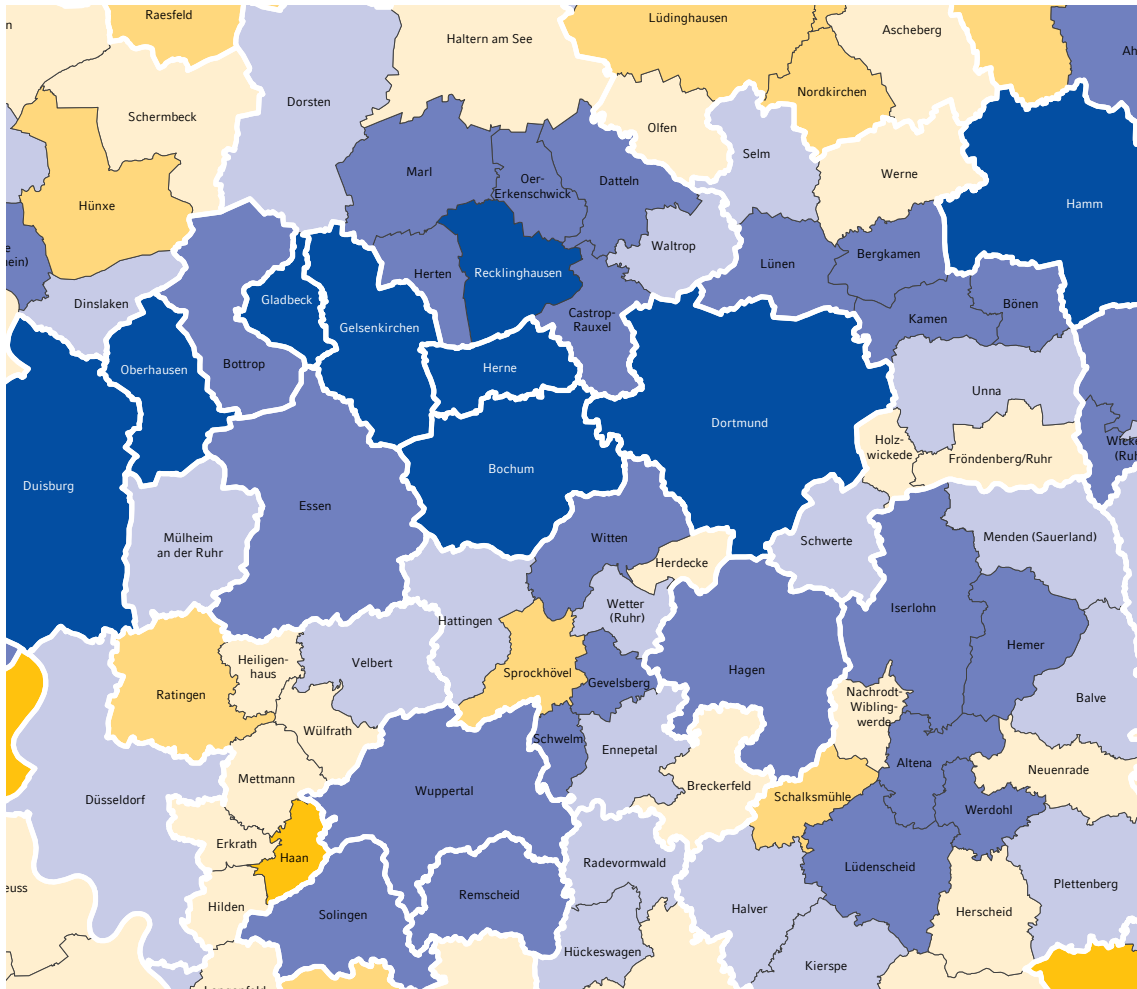 Raesfeld
Lüdinghausen
Ascheberg
Haltern am See
Nordkirchen
Dorsten
Schermbeck
Olfen
Selm
Marl
Oer-
Erkenschwick
Datteln
Werne
Hünxe
Hamm
Waltrop
Bergkamen
Lünen
Herten
Recklinghausen
Dinslaken
Gladbeck
Bönen
Castrop-
Rauxel
Kamen
Gelsenkirchen
Oberhausen
Bottrop
Herne
Unna
Dortmund
Holz-
wickede
Fröndenberg/Ruhr
Bochum
Duisburg
Essen
Mülheim
an der Ruhr
Witten
Schwerte
Menden (Sauerland)
Herdecke
Wetter
(Ruhr)
Iserlohn
Hattingen
Hemer
Heiligen-
haus
Velbert
Sprockhövel
Hagen
Gevelsberg
Ratingen
Nachrodt-
Wibling-
werde
Balve
Wülfrath
Schwelm
Ennepetal
Altena
Neuenrade
Mettmann
Breckerfeld
Wuppertal
Schalksmühle
Düsseldorf
Werdohl
Erkrath
Haan
Radevormwald
Lüdenscheid
Plettenberg
Remscheid
Hilden
Solingen
Halver
Herscheid
Hückeswagen
Kierspe